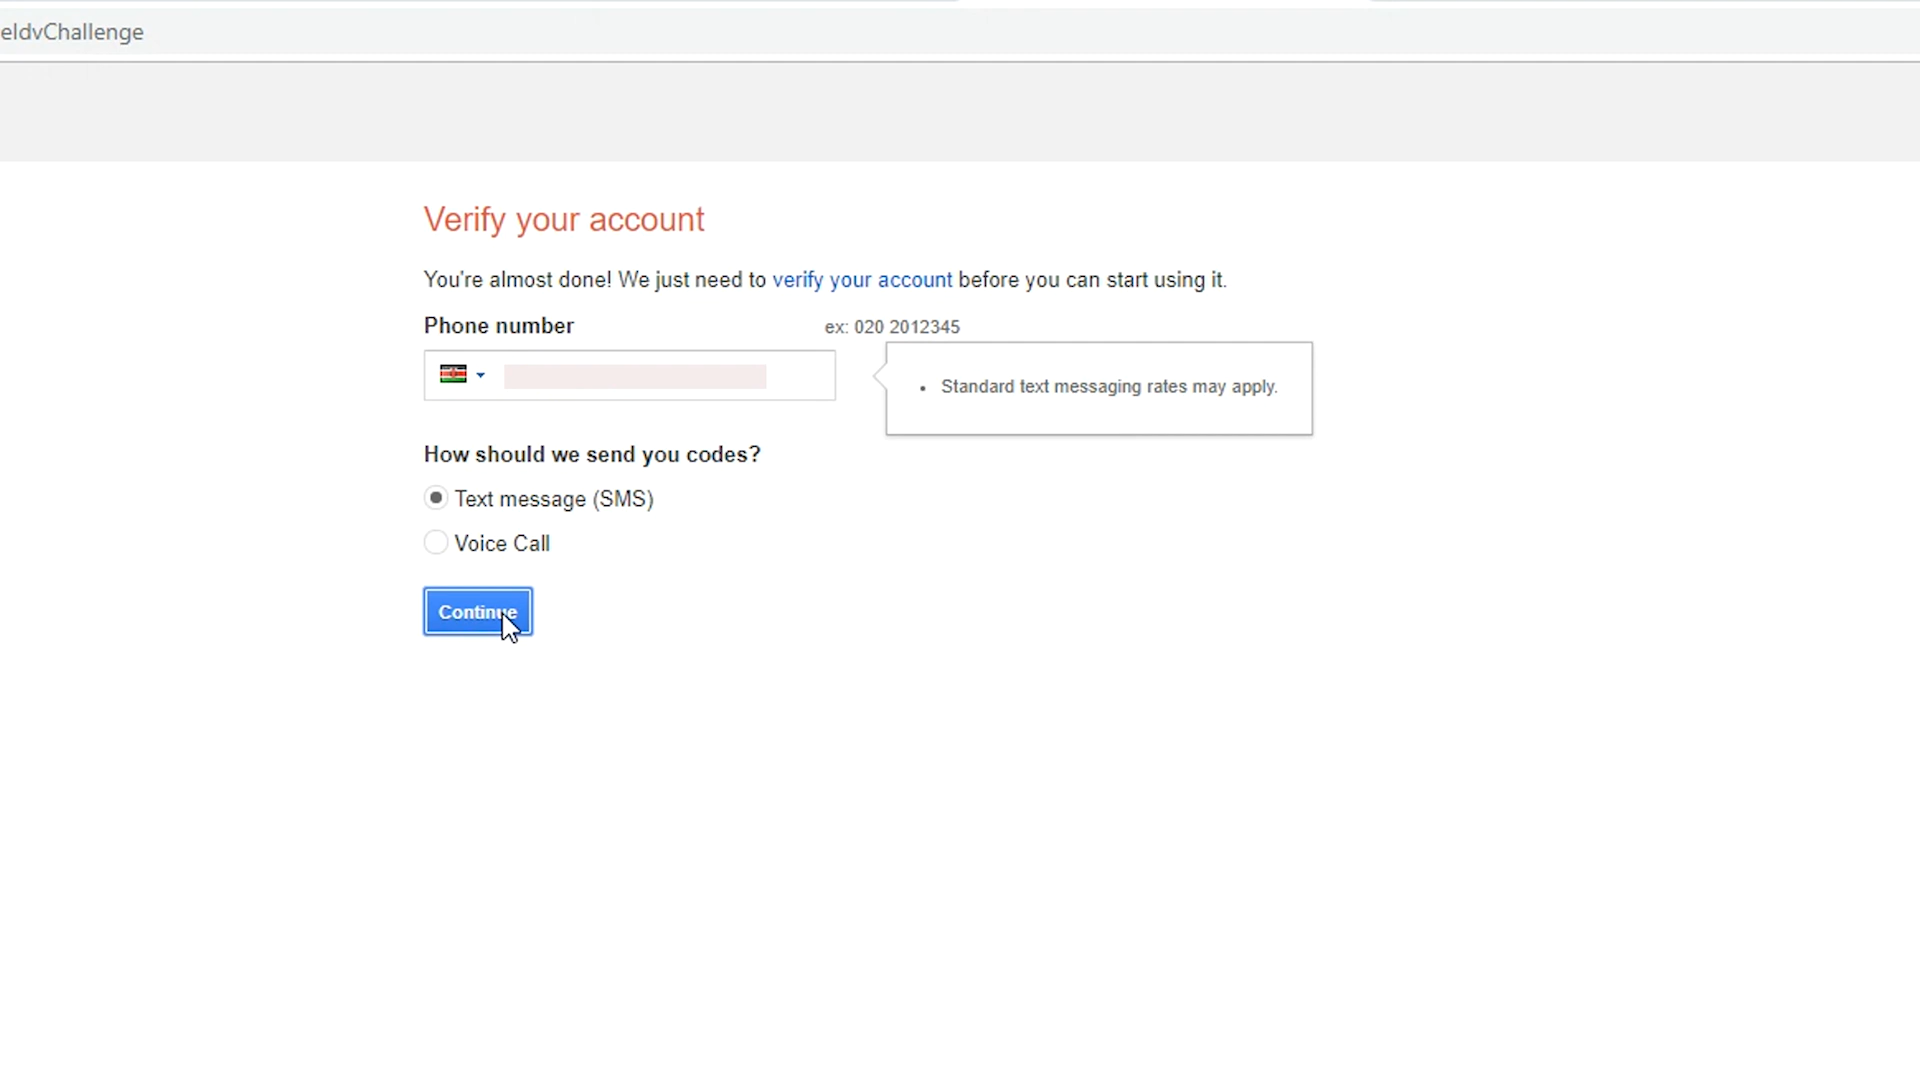 eldvChallenge
Verify your account
You're almost done! We just need to verify your account before you can start using it.
Phone number
ex: 020 2012345
Standard text messaging rates may apply.
How should we send you codes?
Text message (SMS)
Voice Call
Continue